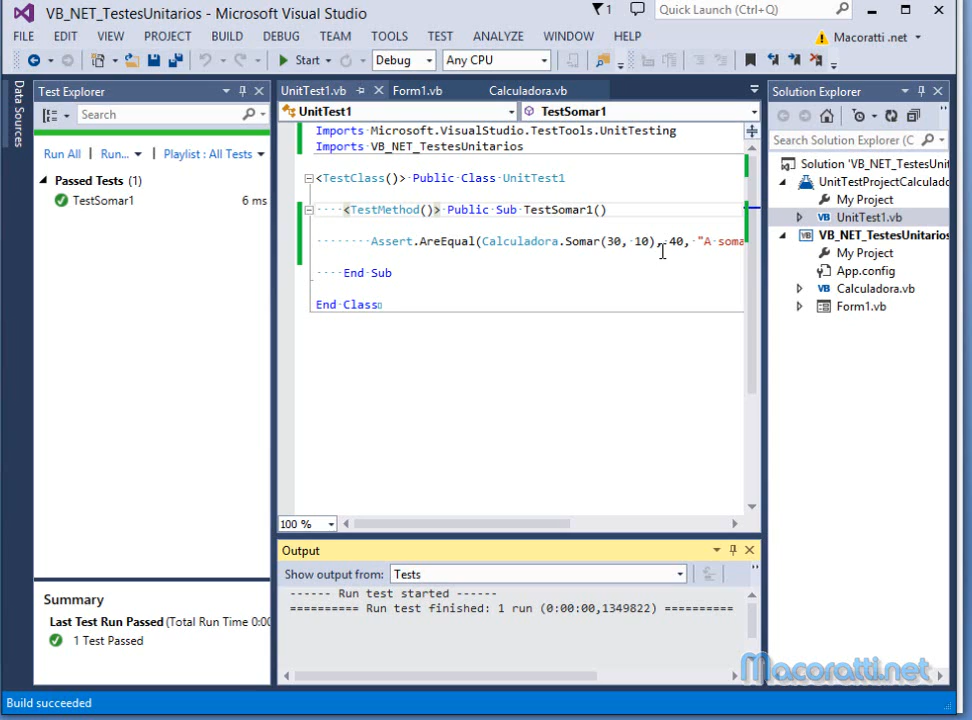 VB_NET_TestesUnitarios - Microsoft Visual Studio
1
Quick Launch (Ctrl+Q)
FILE EDIT VIEW PROJECT BUILD DEBUG TEAM TOOLS TEST ANALYZE WINDOW HELP
Macoratti .net
Start
Debug
Any CPU
Data Sources
Test Explorer
Search
Run All | Run... | Playlist : All Tests
Passed Tests (1)
TestSomar1 6 ms
Summary
Last Test Run Passed (Total Run Time 0:00
1 Test Passed
UnitTest1.vb Form1.vb Calculadora.vb
UnitTest1 TestSomar1
Imports Microsoft.VisualStudio.TestTools.UnitTesting
Imports VB_NET_TestesUnitarios
<TestClass()> Public Class UnitTest1
<TestMethod()> Public Sub TestSomar1()
Assert.AreEqual(Calculadora.Somar(30, 10), 40, "A soma
End Sub
End Class
100 %
Output
Show output from: Tests
------ Run test started ------
========== Run test finished: 1 run (0:00:00,1349822) ==========
Solution Explorer
Search Solution Explorer
Solution 'VB_NET_TestesUnit
UnitTestProjectCalculado
My Project
UnitTest1.vb
VB_NET_TestesUnitarios
My Project
App.config
Calculadora.vb
Form1.vb
Macoratti.net
Build succeeded